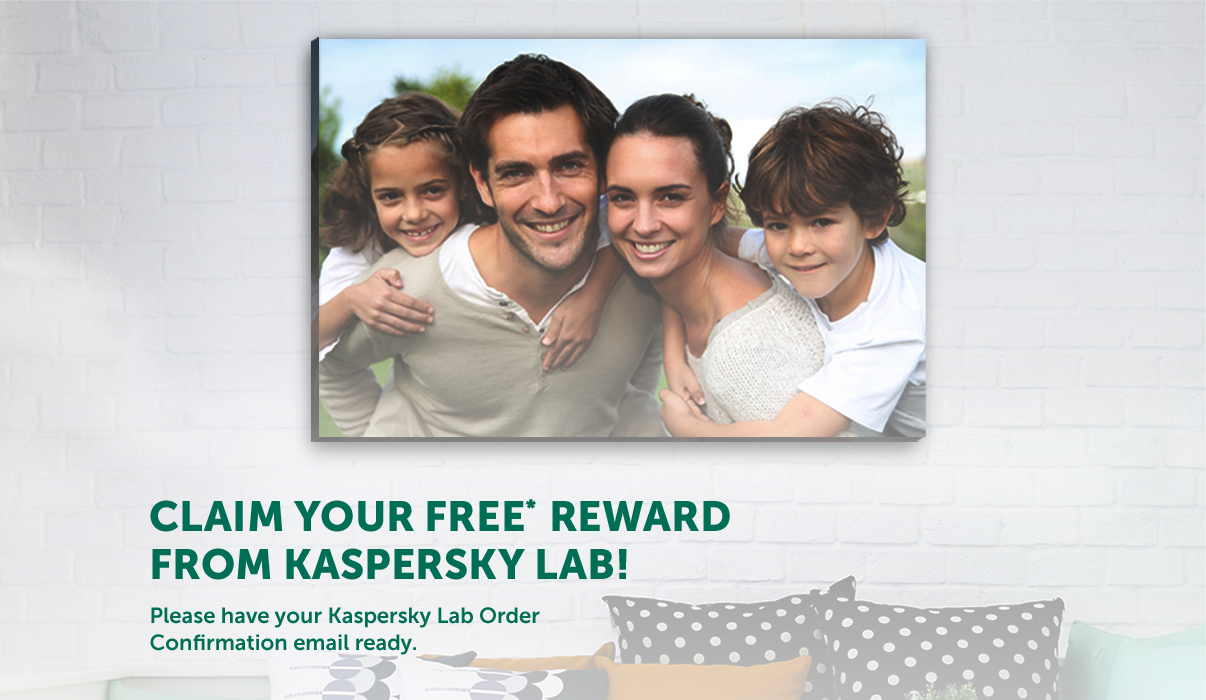 CLAIM YOUR FREE* REWARD
FROM KASPERSKY LAB!
Please have your Kaspersky Lab Order
Confirmation email ready.